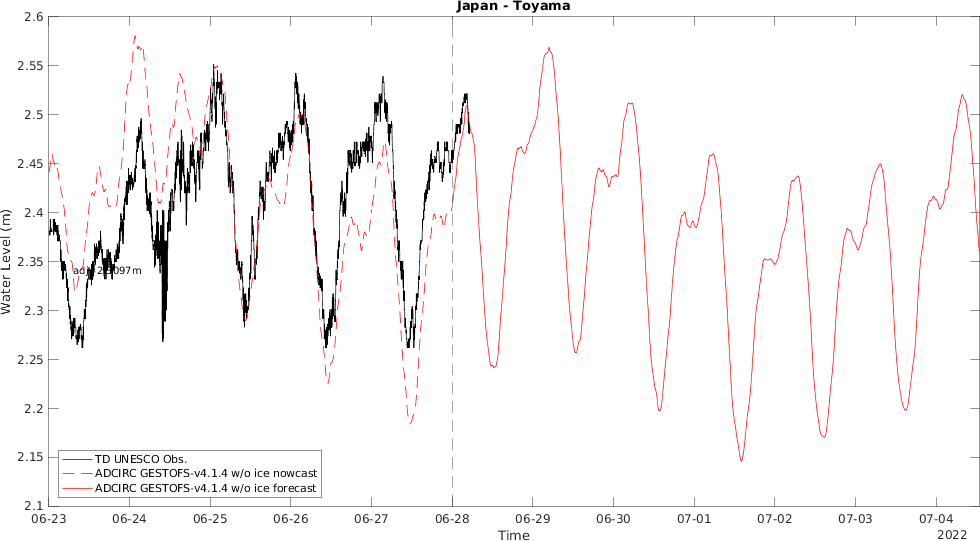 Japan - Toyama
2.6
2.55
2.5
2.45
2.4
2.35
2.3
2.25
2.2
2.15
2.1
Water Level (m)
TD UNESCO Obs.
ADCIRC GESTOFS-v4.1.4 w/o ice nowcast
ADCIRC GESTOFS-v4.1.4 w/o ice forecast
06-23 06-24 06-25 06-26 06-27 06-28 06-29 06-30 07-01 07-02 07-03 07-04
Time
2022